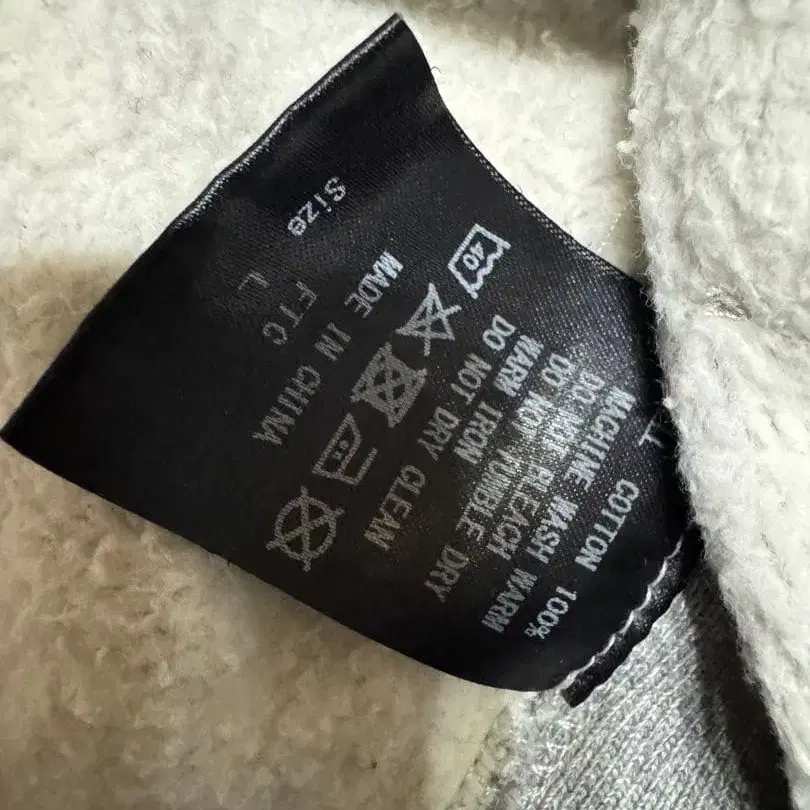 COTTON 100%
MACHINE WASH WARM
DO NOT BLEACH
DO NOT TUMBLE DRY
WARM IRON
DO NOT DRY CLEAN
40
MADE IN CHINA
FTC
Size L